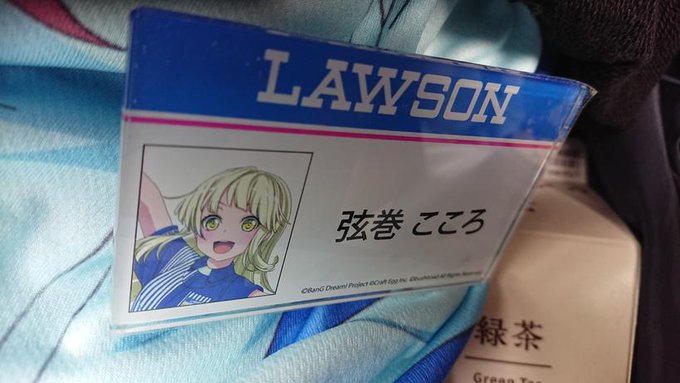 LAWSON
弦巻 こころ
©BanG Dream! Project ©Craft Egg Inc. ©bushiroad All Rights Reserved.
緑茶
Green Tea